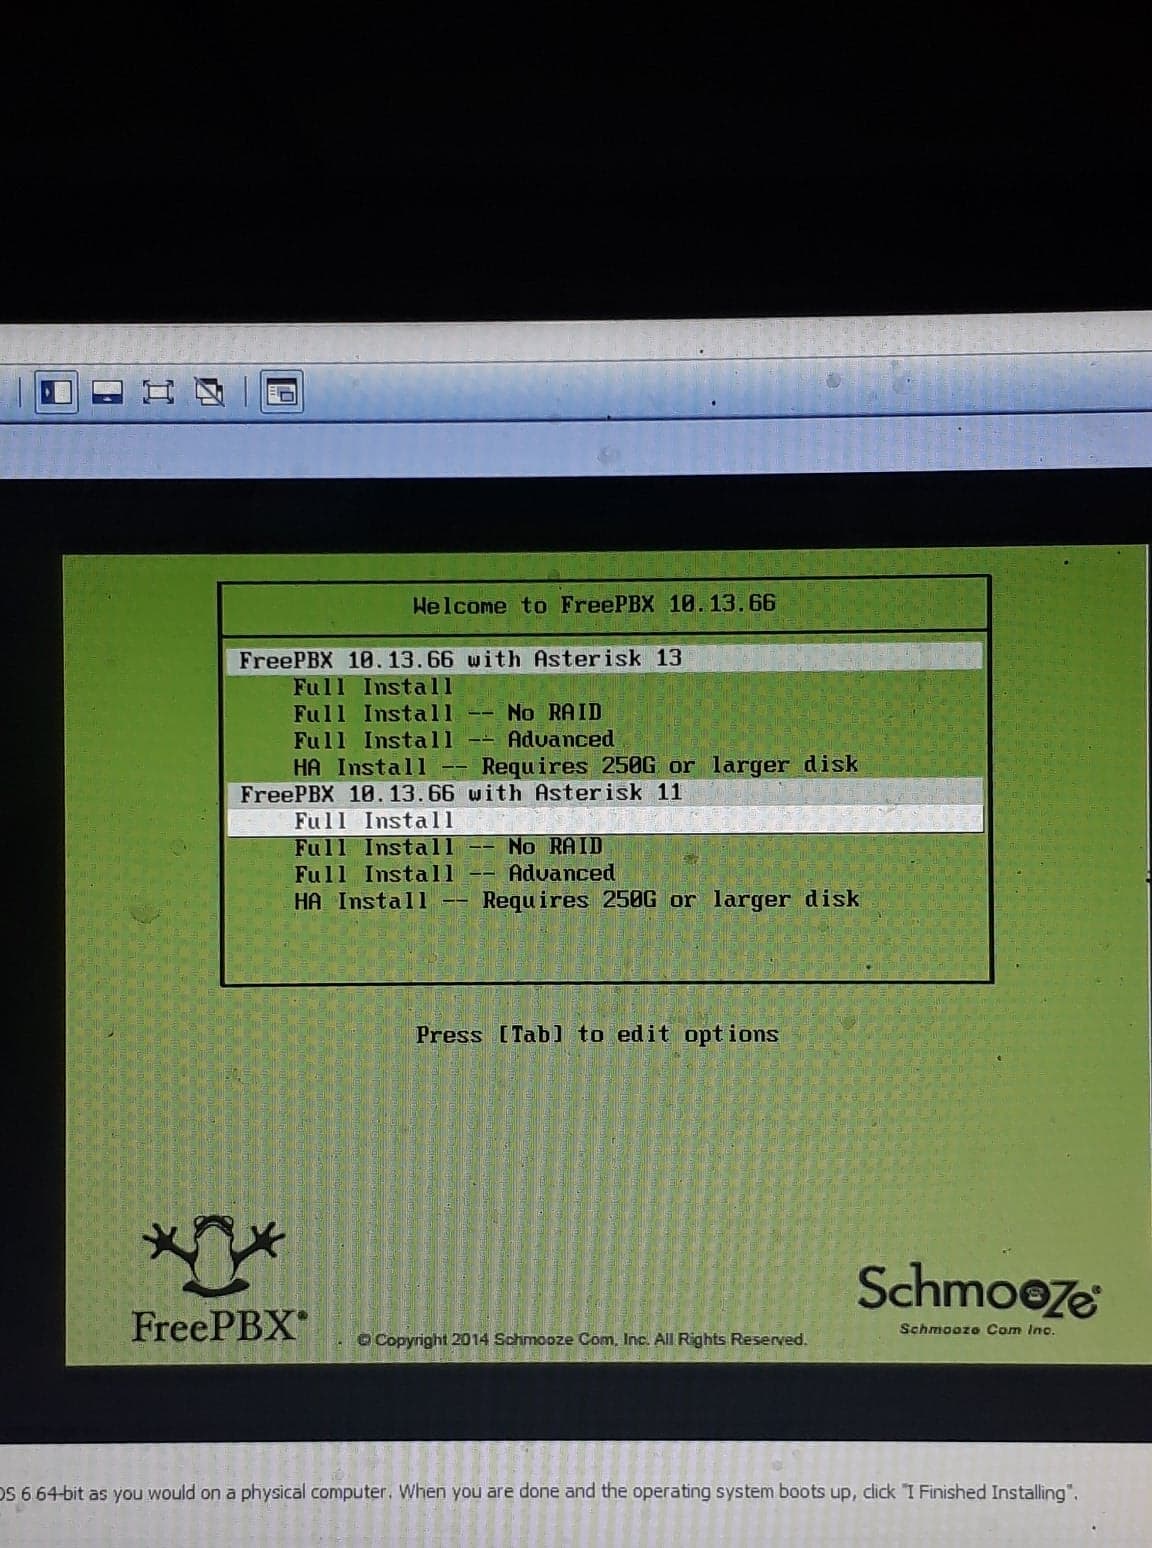 Welcome to FreePBX 10.13.66
FreePBX 10.13.66 with Asterisk 13
Full Install
Full Install -- No RAID
Full Install -- Advanced
HA Install -- Requires 250G or larger disk
FreePBX 10.13.66 with Asterisk 11
Full Install
Full Install -- No RAID
Full Install -- Advanced
HA Install -- Requires 250G or larger disk
Press [Tab] to edit options
FreePBX®
© Copyright 2014 Schmooze Com, Inc. All Rights Reserved.
Schmooze®
Schmooze Com Inc.
OS 6 64-bit as you would on a physical computer. When you are done and the operating system boots up, click "I Finished Installing".